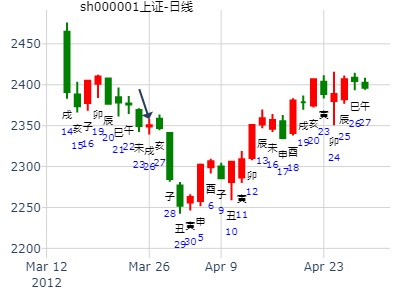 sh000001上证-日线
2450
2400
2350
2300
2250
2200
戌
14
亥
15
子
16
卯
19
辰
20
巳
21
午
22
未
23
戌
26
亥
27
子
28
丑
29
寅
30
申
5
酉
6
子
9
丑
10
寅
11
卯
12
辰
13
未
16
申
17
酉
18
戌
19
亥
20
寅
23
卯
24
辰
25
巳
26
午
27
Mar 12
2012
Mar 26
Apr 9
Apr 23